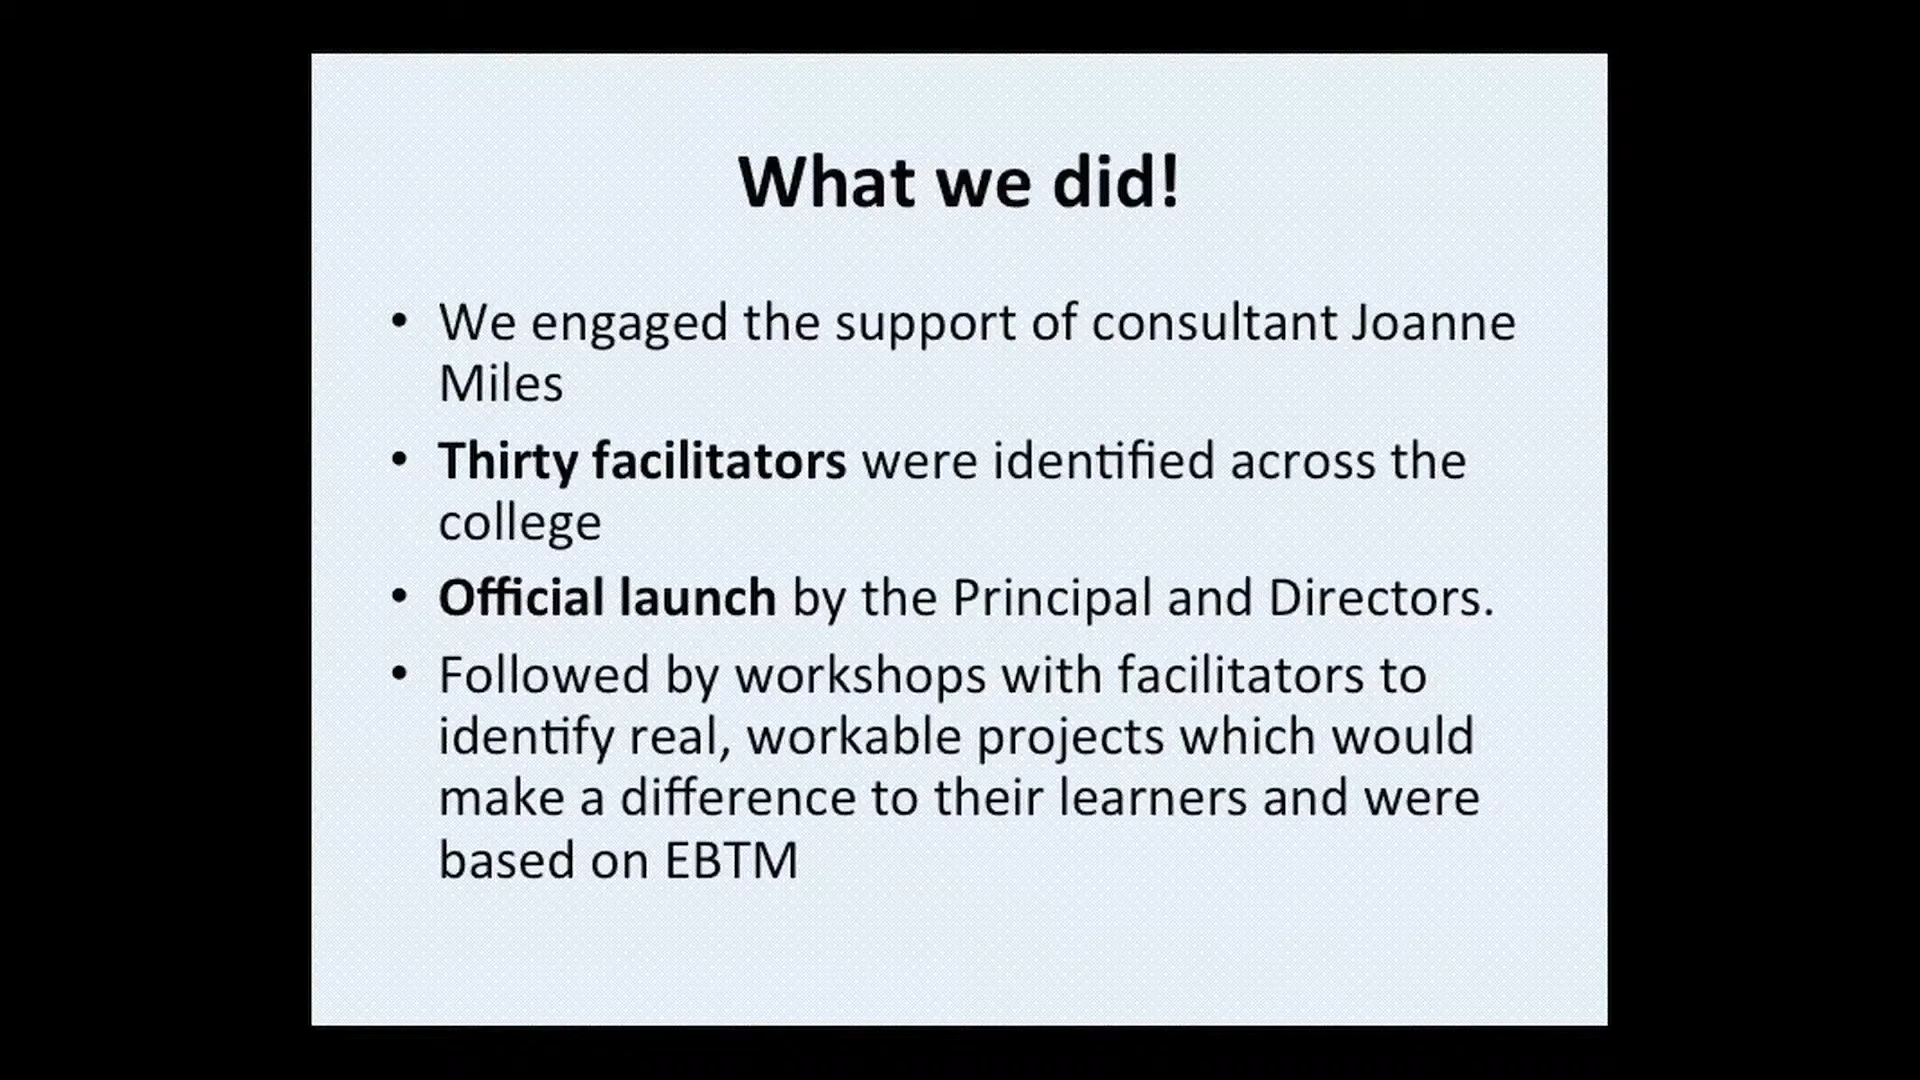 What we did!
• We engaged the support of consultant Joanne
Miles
• Thirty facilitators were identified across the
college
• Official launch by the Principal and Directors.
• Followed by workshops with facilitators to
identify real, workable projects which would
make a difference to their learners and were
based on EBTM